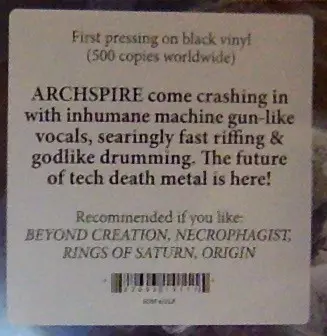 First pressing on black vinyl
(500 copies worldwide)
ARCHSPIRE come crashing in
with inhumane machine gun-like
vocals, searingly fast riffing &
godlike drumming. The future
of tech death metal is here!
Recommended if you like:
BEYOND CREATION, NECROPHAGIST,
RINGS OF SATURN, ORIGIN